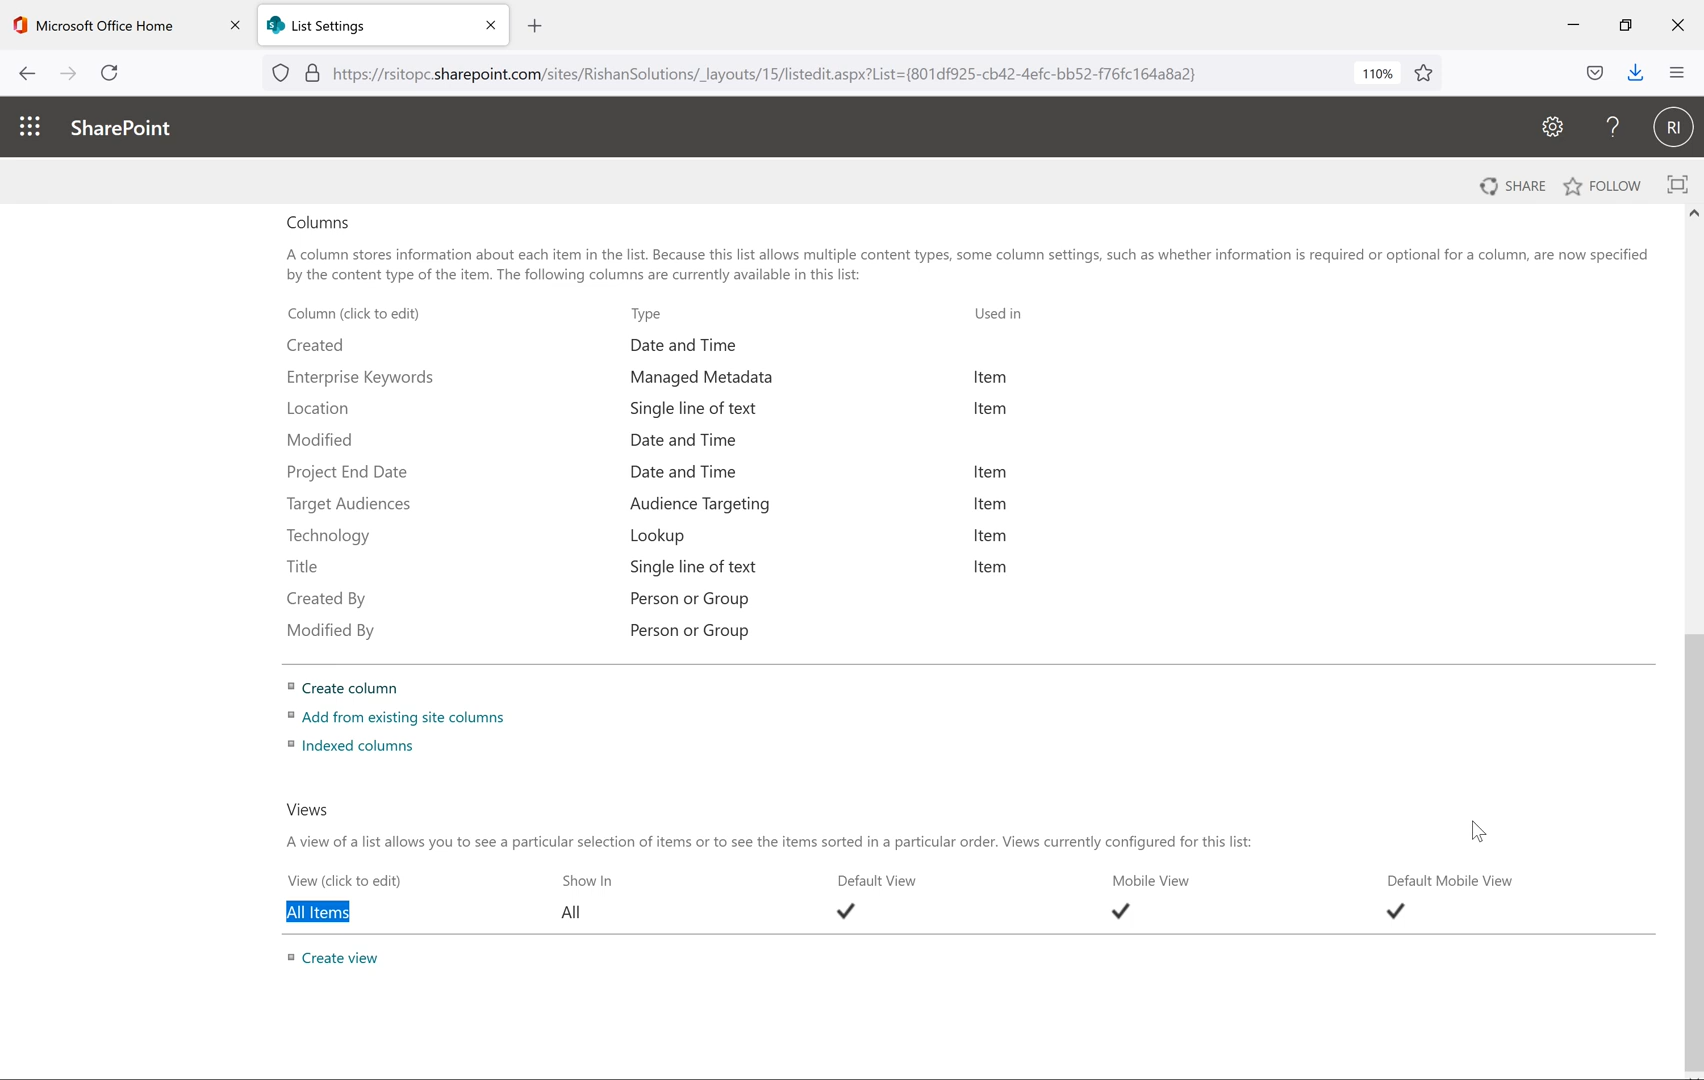 Microsoft Office Home
List Settings
https://rsitopc.sharepoint.com/sites/RishanSolutions/_layouts/15/listedit.aspx?List={801df925-cb42-4efc-bb52-f76fc164a8a2}
110%
SharePoint
?
RI
SHARE
FOLLOW
Columns
A column stores information about each item in the list. Because this list allows multiple content types, some column settings, such as whether information is required or optional for a column, are now specified
by the content type of the item. The following columns are currently available in this list:
Column (click to edit) Type Used in
Created Date and Time
Enterprise Keywords Managed Metadata Item
Location Single line of text Item
Modified Date and Time
Project End Date Date and Time Item
Target Audiences Audience Targeting Item
Technology Lookup Item
Title Single line of text Item
Created By Person or Group
Modified By Person or Group
Create column
Add from existing site columns
Indexed columns
Views
A view of a list allows you to see a particular selection of items or to see the items sorted in a particular order. Views currently configured for this list:
View (click to edit) Show In Default View Mobile View Default Mobile View
All Items All
Create view